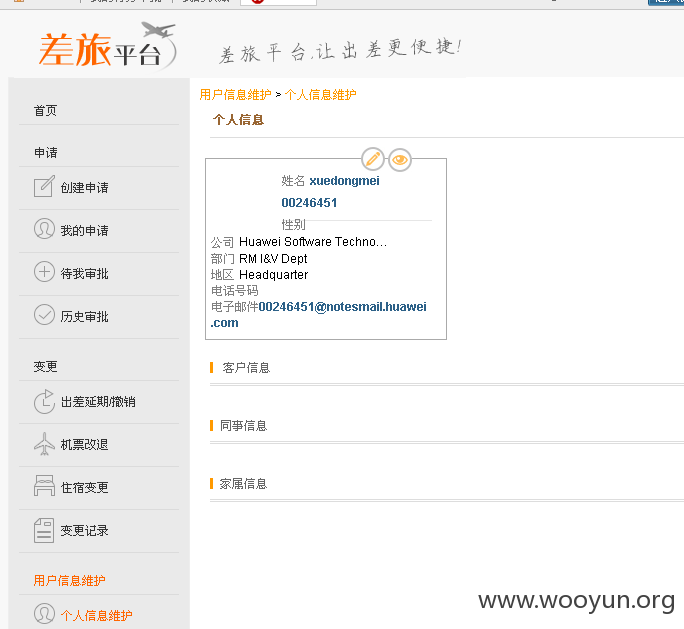 差旅平台
差旅平台,让出差更便捷!
首页
申请
创建申请
我的申请
待我审批
历史审批
变更
出差延期/撤销
机票改退
住宿变更
变更记录
用户信息维护
个人信息维护
用户信息维护 > 个人信息维护
个人信息
姓名 xuedongmei
00246451
性别
公司 Huawei Software Techno...
部门 RM I&V Dept
地区 Headquarter
电话号码
电子邮件00246451@notesmail.huawei
.com
客户信息
同事信息
家属信息
www.wooyun.org